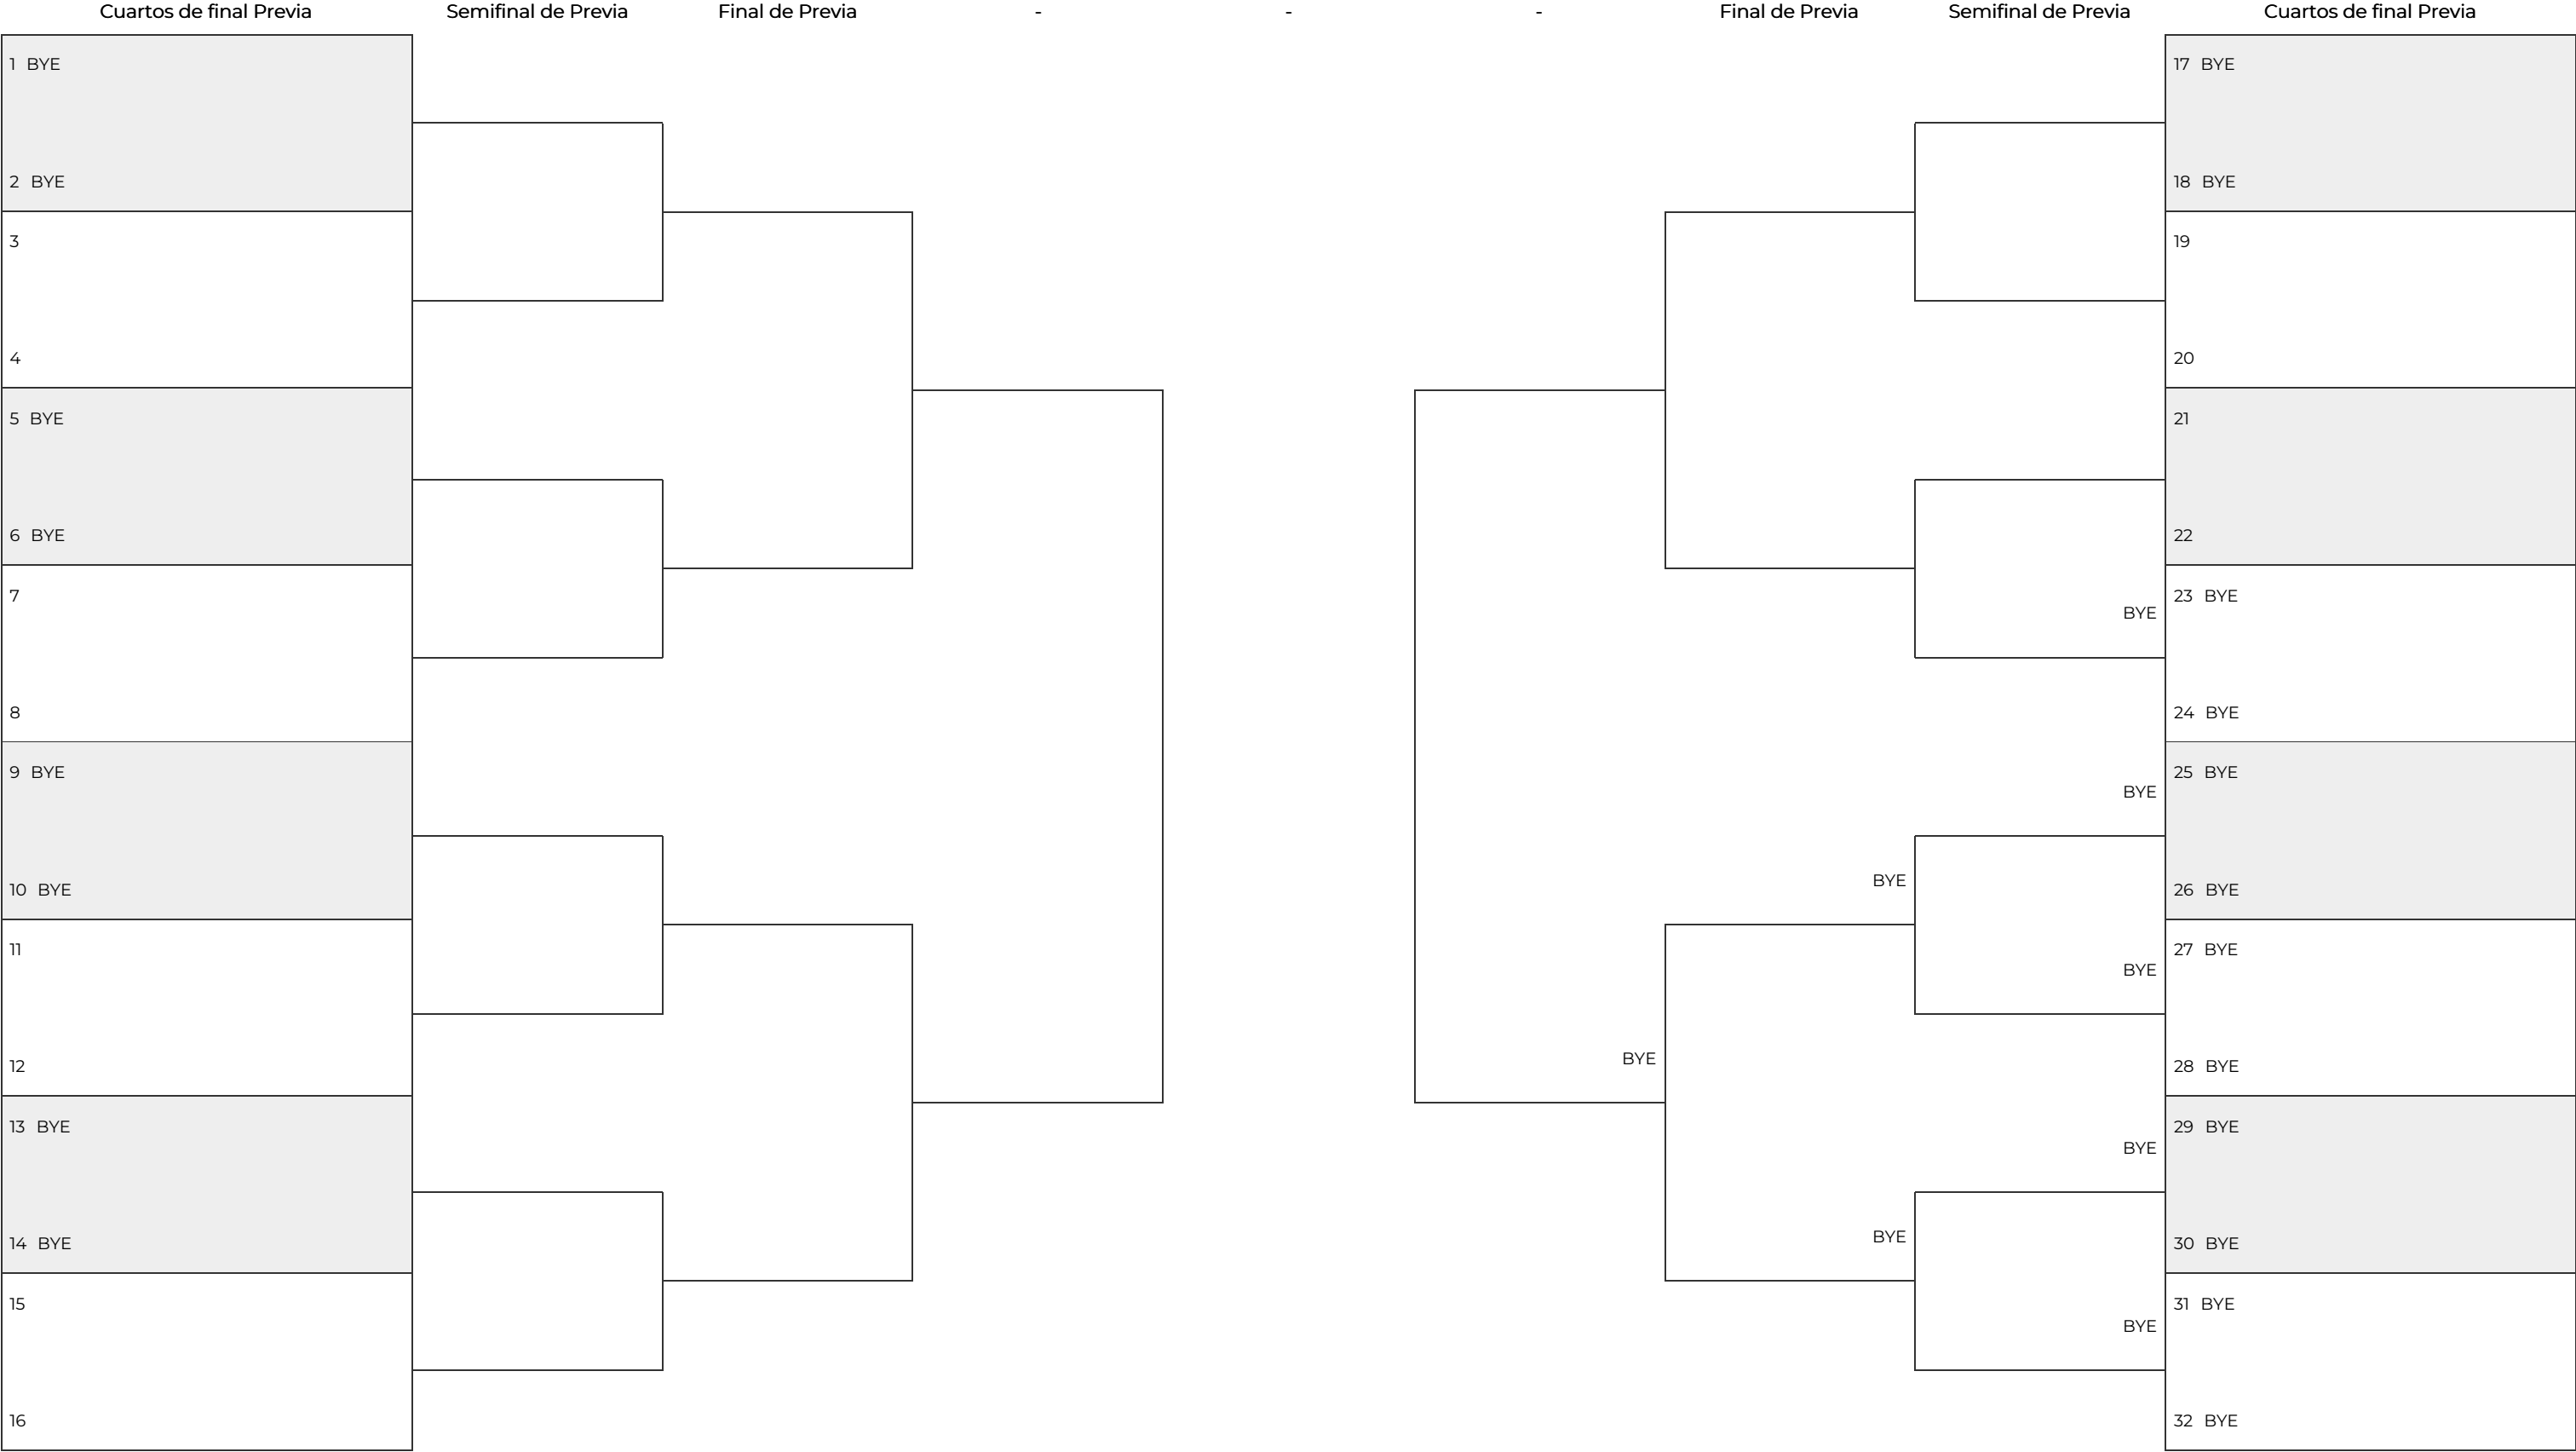 Cuartos de final Previa
Semifinal de Previa
Final de Previa
-
-
-
Final de Previa
Semifinal de Previa
Cuartos de final Previa
1 BYE
2 BYE
3
4
5 BYE
6 BYE
7
8
9 BYE
10 BYE
11
12
13 BYE
14 BYE
15
16
BYE
BYE
BYE
BYE
BYE
BYE
BYE
BYE
17 BYE
18 BYE
19
20
21
22
23 BYE
24 BYE
25 BYE
26 BYE
27 BYE
28 BYE
29 BYE
30 BYE
31 BYE
32 BYE